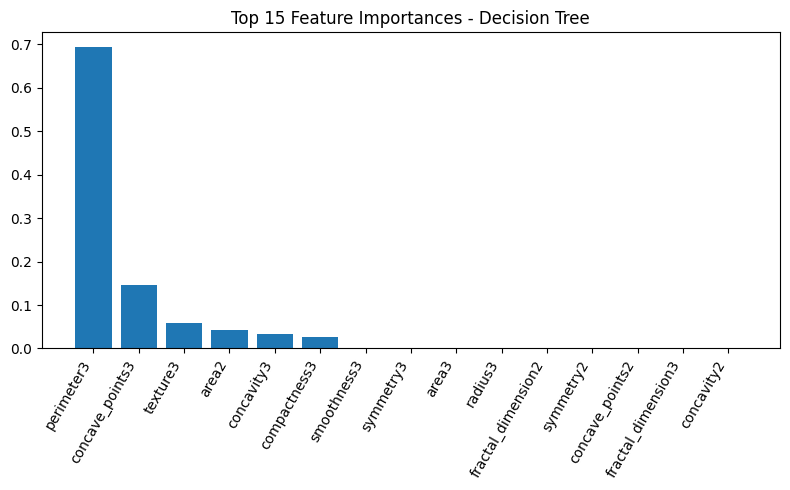 Top 15 Feature Importances - Decision Tree
0.7
0.6
0.5
0.4
0.3
0.2
0.1
0.0
perimeter3
concave_points3
texture3
area2
concavity3
compactness3
smoothness3
symmetry3
area3
radius3
fractal_dimension2
symmetry2
concave_points2
fractal_dimension3
concavity2